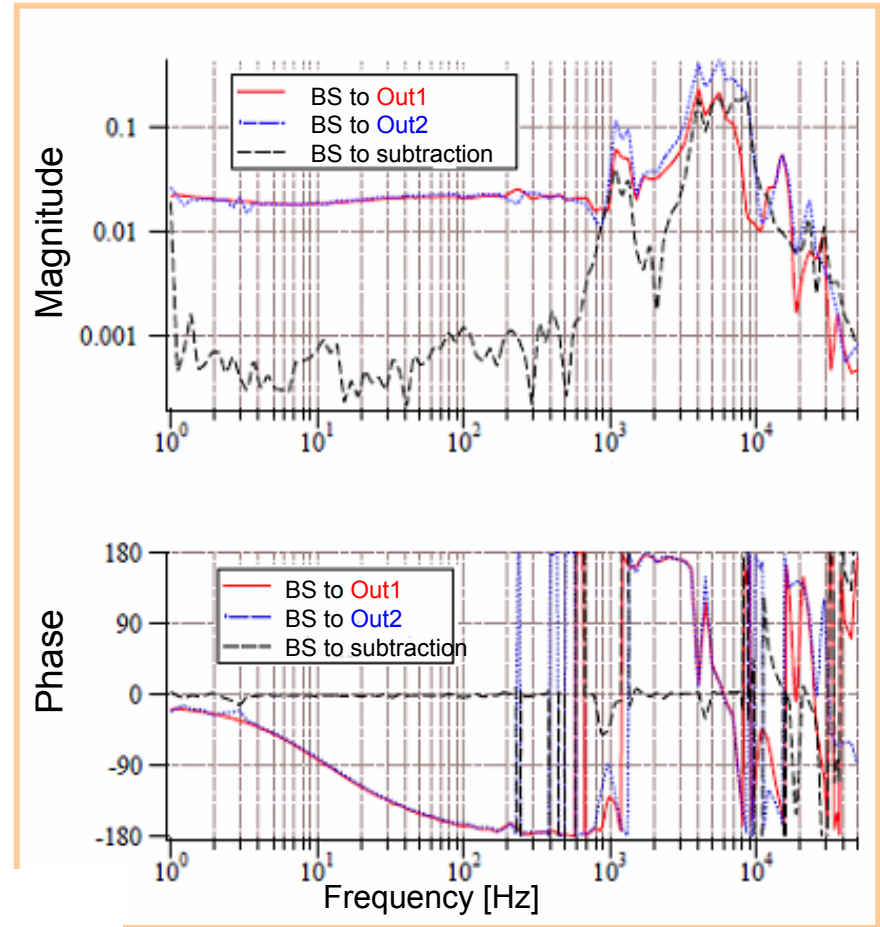 BS to Out1
BS to Out2
BS to subtraction
Magnitude
0.1
0.01
0.001
10⁰ 10¹ 10² 10³ 10⁴
BS to Out1
BS to Out2
BS to subtraction
Phase
180
90
0
-90
-180
10⁰ 10¹ 10² 10³ 10⁴
Frequency [Hz]